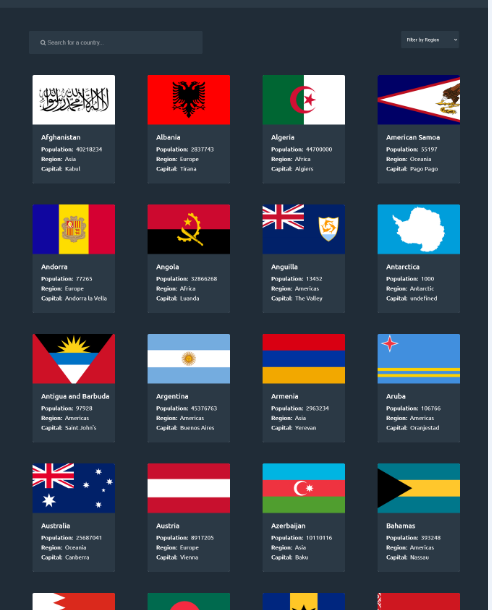 Search for a country...
Filter by Region
Afghanistan
Population: 40218234
Region: Asia
Capital: Kabul
Albania
Population: 2837743
Region: Europe
Capital: Tirana
Algeria
Population: 44700000
Region: Africa
Capital: Algiers
American Samoa
Population: 55197
Region: Oceania
Capital: Pago Pago
Andorra
Population: 77265
Region: Europe
Capital: Andorra la Vella
Angola
Population: 32866268
Region: Africa
Capital: Luanda
Anguilla
Population: 13452
Region: Americas
Capital: The Valley
Antarctica
Population: 1000
Region: Antarctic
Capital: undefined
Antigua and Barbuda
Population: 97928
Region: Americas
Capital: Saint John's
Argentina
Population: 45376763
Region: Americas
Capital: Buenos Aires
Armenia
Population: 2963234
Region: Asia
Capital: Yerevan
Aruba
Population: 106766
Region: Americas
Capital: Oranjestad
Australia
Population: 25687041
Region: Oceania
Capital: Canberra
Austria
Population: 8917205
Region: Europe
Capital: Vienna
Azerbaijan
Population: 10110116
Region: Asia
Capital: Baku
Bahamas
Population: 393248
Region: Americas
Capital: Nassau